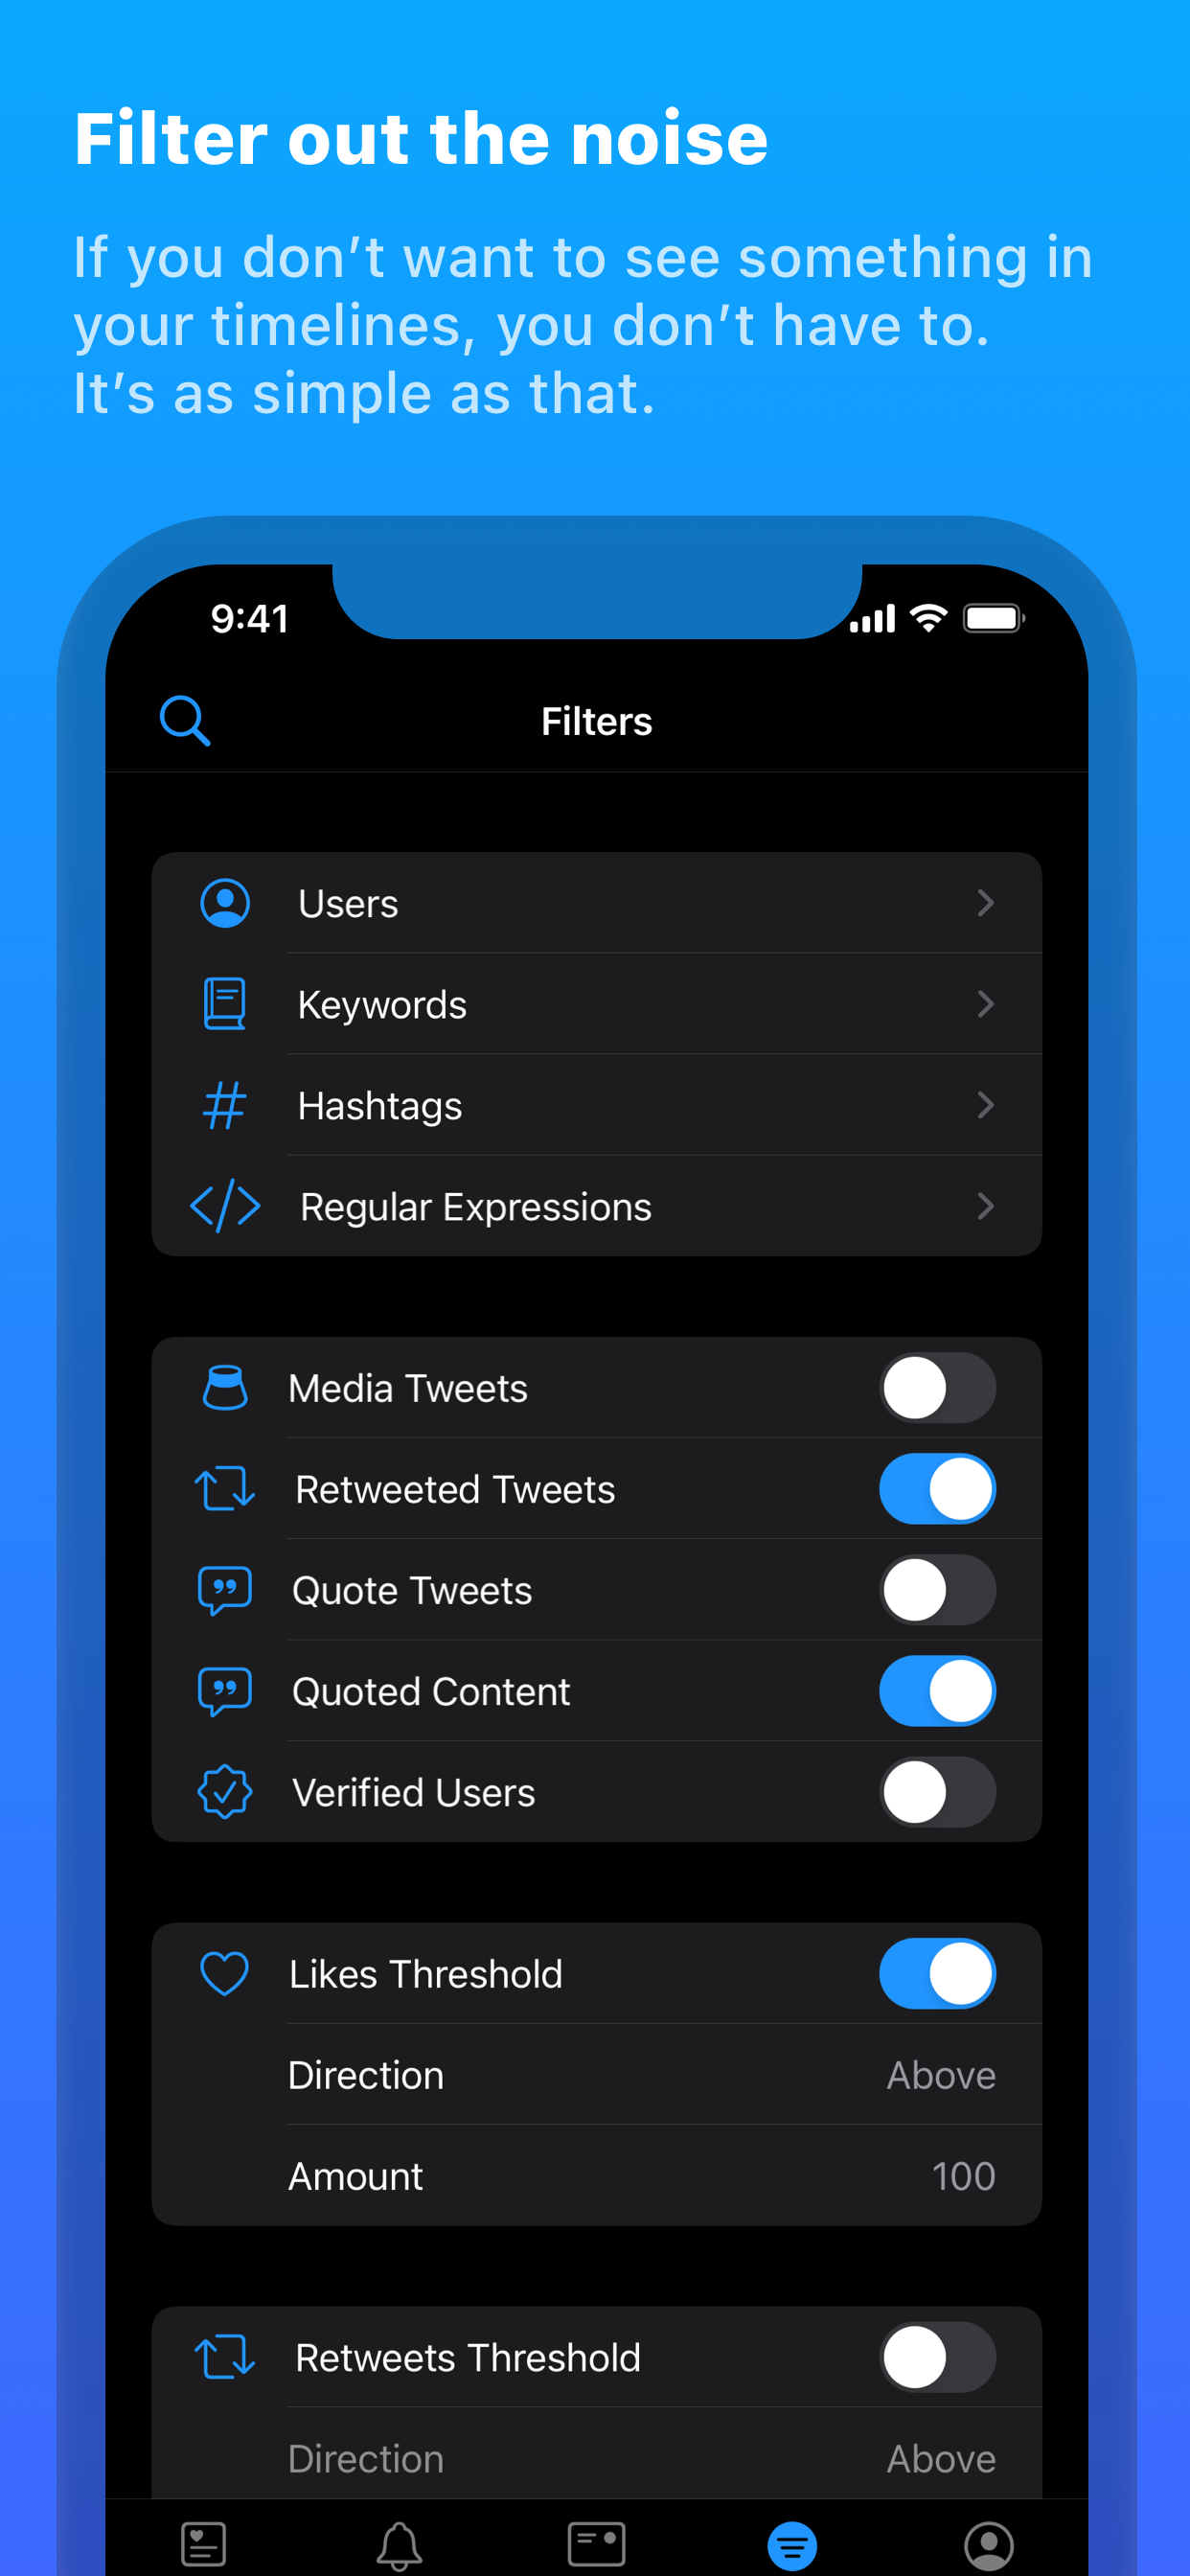 Filter out the noise
If you don’t want to see something in
your timelines, you don’t have to.
It’s as simple as that.
9:41
Filters
Users
Keywords
Hashtags
Regular Expressions
Media Tweets
Retweeted Tweets
Quote Tweets
Quoted Content
Verified Users
Likes Threshold
Direction Above
Amount 100
Retweets Threshold
Direction Above